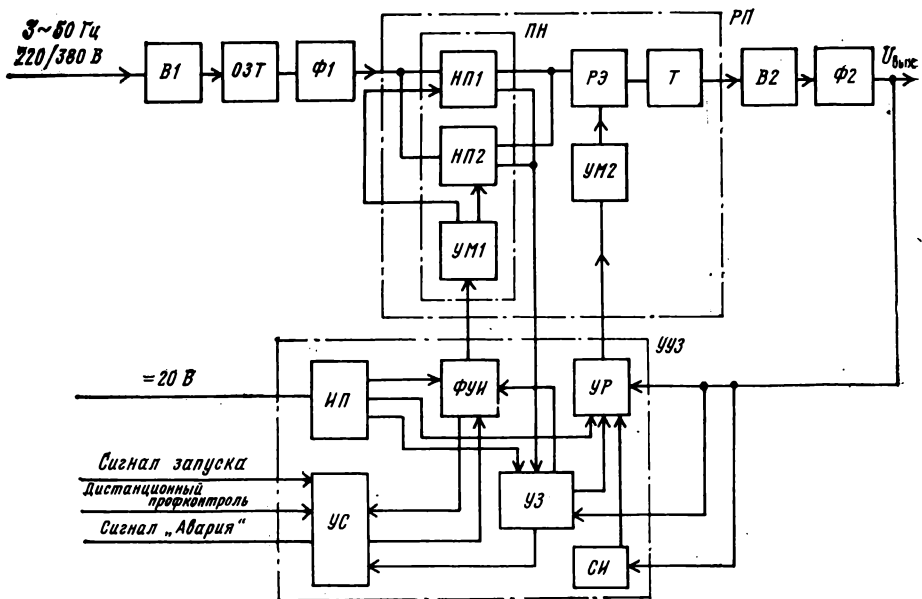 3~50 Гц
220/380 В
В1
ОЗТ
Ф1
ПН
РП
НП1
НП2
УМ1
РЭ
Т
УМ2
В2
Ф2
Uвых
УУЗ
=20 В
ИП
ФУИ
УР
Сигнал запуска
Дистанционный
профконтроль
Сигнал „Авария“
УС
УЗ
СИ